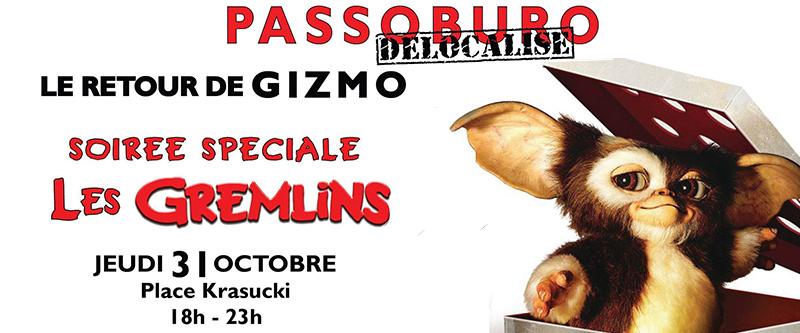 PASSOBURO
DELOCALISE
LE RETOUR DE GIZMO
SOIREE SPECIALE
LES GREMLiNS
JEUDI 31 OCTOBRE
Place Krasucki
18h - 23h